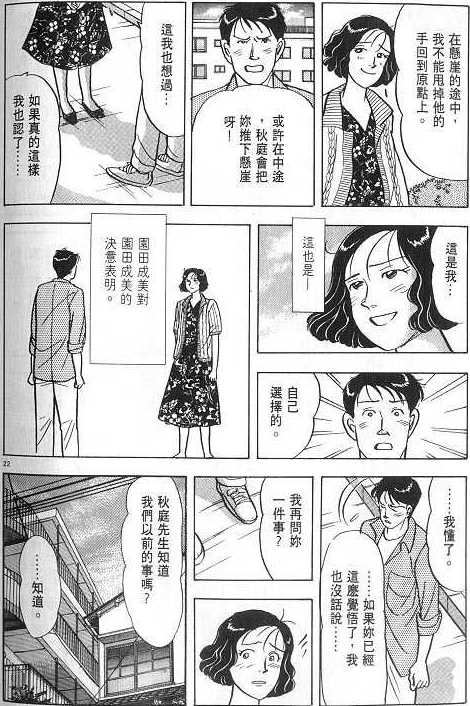 在懸崖的途中，
我不能甩掉他的
手回到原點上。
或許在中途
，秋庭會把
妳推下懸崖
呀！
這我也想過…
如果真的這樣
我也認了……
這是我…
這也是—
園田成美對
園田成美的
決意表明。
自己
選擇的。
22
我懂了。
……如果妳已經
這麼覺悟了，我
也沒話說……
我再問妳
一件事？
秋庭先生知道
我們以前的事嗎？
……知道。